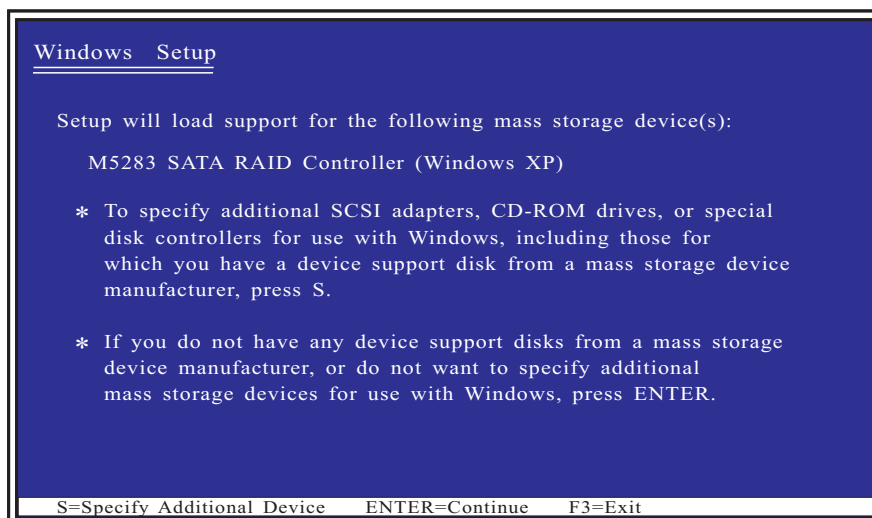 Windows Setup
Setup will load support for the following mass storage device(s):
M5283 SATA RAID Controller (Windows XP)
* To specify additional SCSI adapters, CD-ROM drives, or special
disk controllers for use with Windows, including those for
which you have a device support disk from a mass storage device
manufacturer, press S.
* If you do not have any device support disks from a mass storage
device manufacturer, or do not want to specify additional
mass storage devices for use with Windows, press ENTER.
S=Specify Additional Device ENTER=Continue F3=Exit